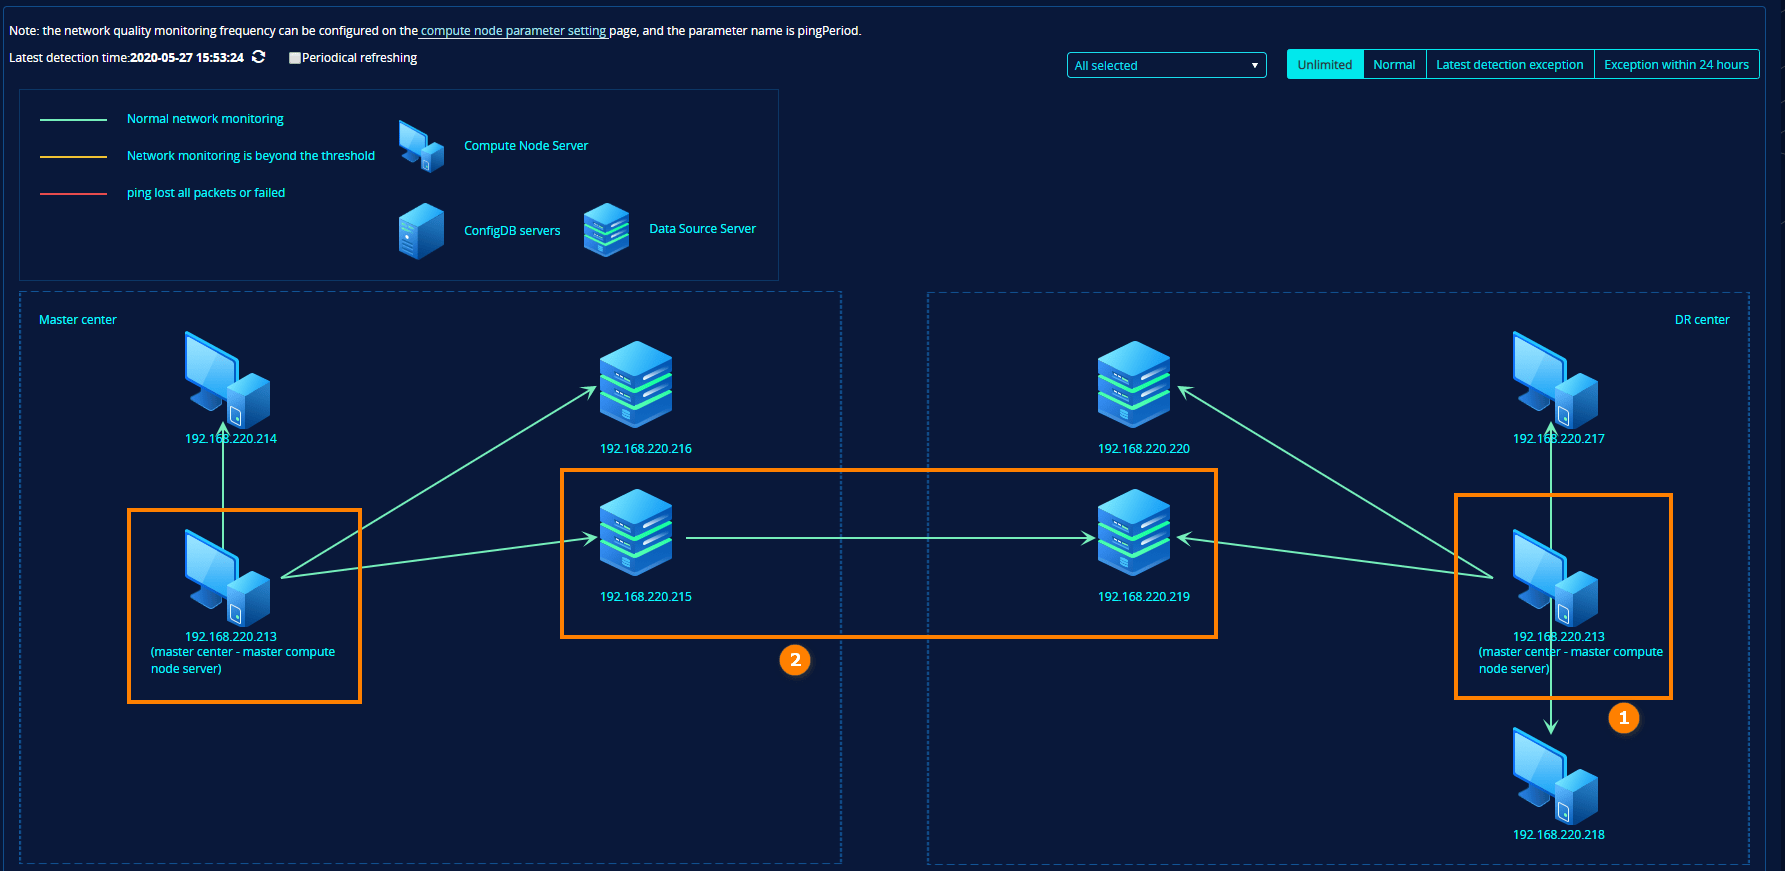 Note: the network quality monitoring frequency can be configured on the compute node parameter setting page, and the parameter name is pingPeriod.
Latest detection time:2020-05-27 15:53:24 Periodical refreshing
All selected
Unlimited Normal Latest detection exception Exception within 24 hours
Normal network monitoring
Network monitoring is beyond the threshold
ping lost all packets or failed
Compute Node Server
ConfigDB servers
Data Source Server
Master center
DR center
192.168.220.214
192.168.220.216
192.168.220.220
192.168.220.217
192.168.220.213
(master center - master compute
node server)
192.168.220.215
192.168.220.219
192.168.220.213
(master center - master compute
node server)
2
1
192.168.220.218